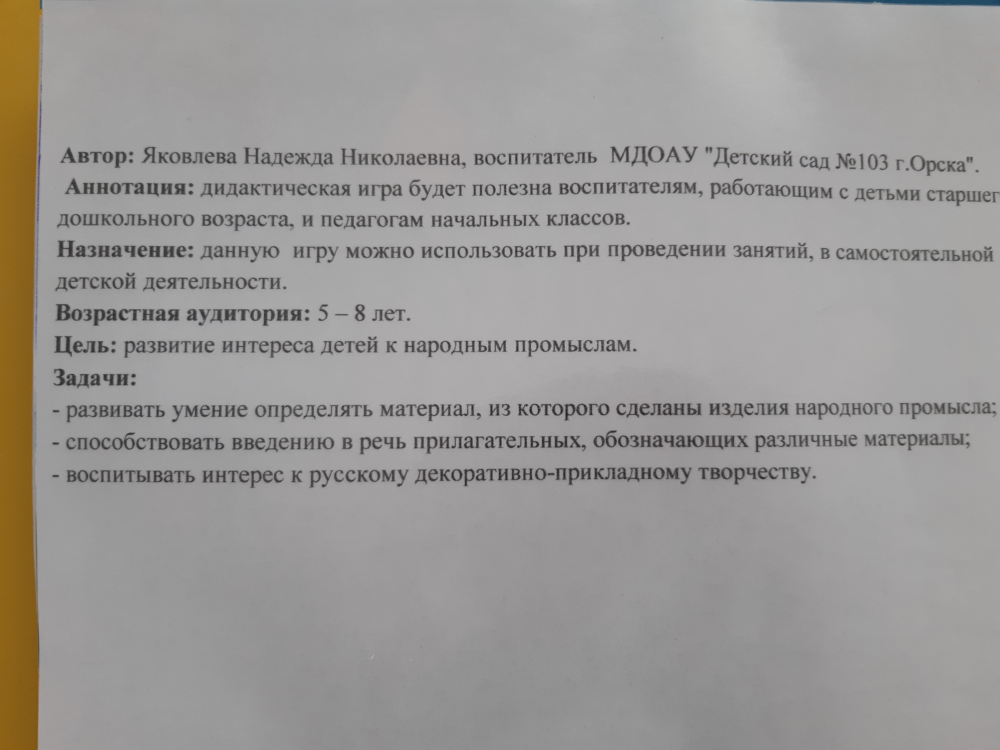 Автор: Яковлева Надежда Николаевна, воспитатель МДОАУ "Детский сад №103 г.Орска".
Аннотация: дидактическая игра будет полезна воспитателям, работающим с детьми старшег
дошкольного возраста, и педагогам начальных классов.
Назначение: данную игру можно использовать при проведении занятий, в самостоятельной
детской деятельности.
Возрастная аудитория: 5 – 8 лет.
Цель: развитие интереса детей к народным промыслам.
Задачи:
- развивать умение определять материал, из которого сделаны изделия народного промысла;
- способствовать введению в речь прилагательных, обозначающих различные материалы;
- воспитывать интерес к русскому декоративно-прикладному творчеству.